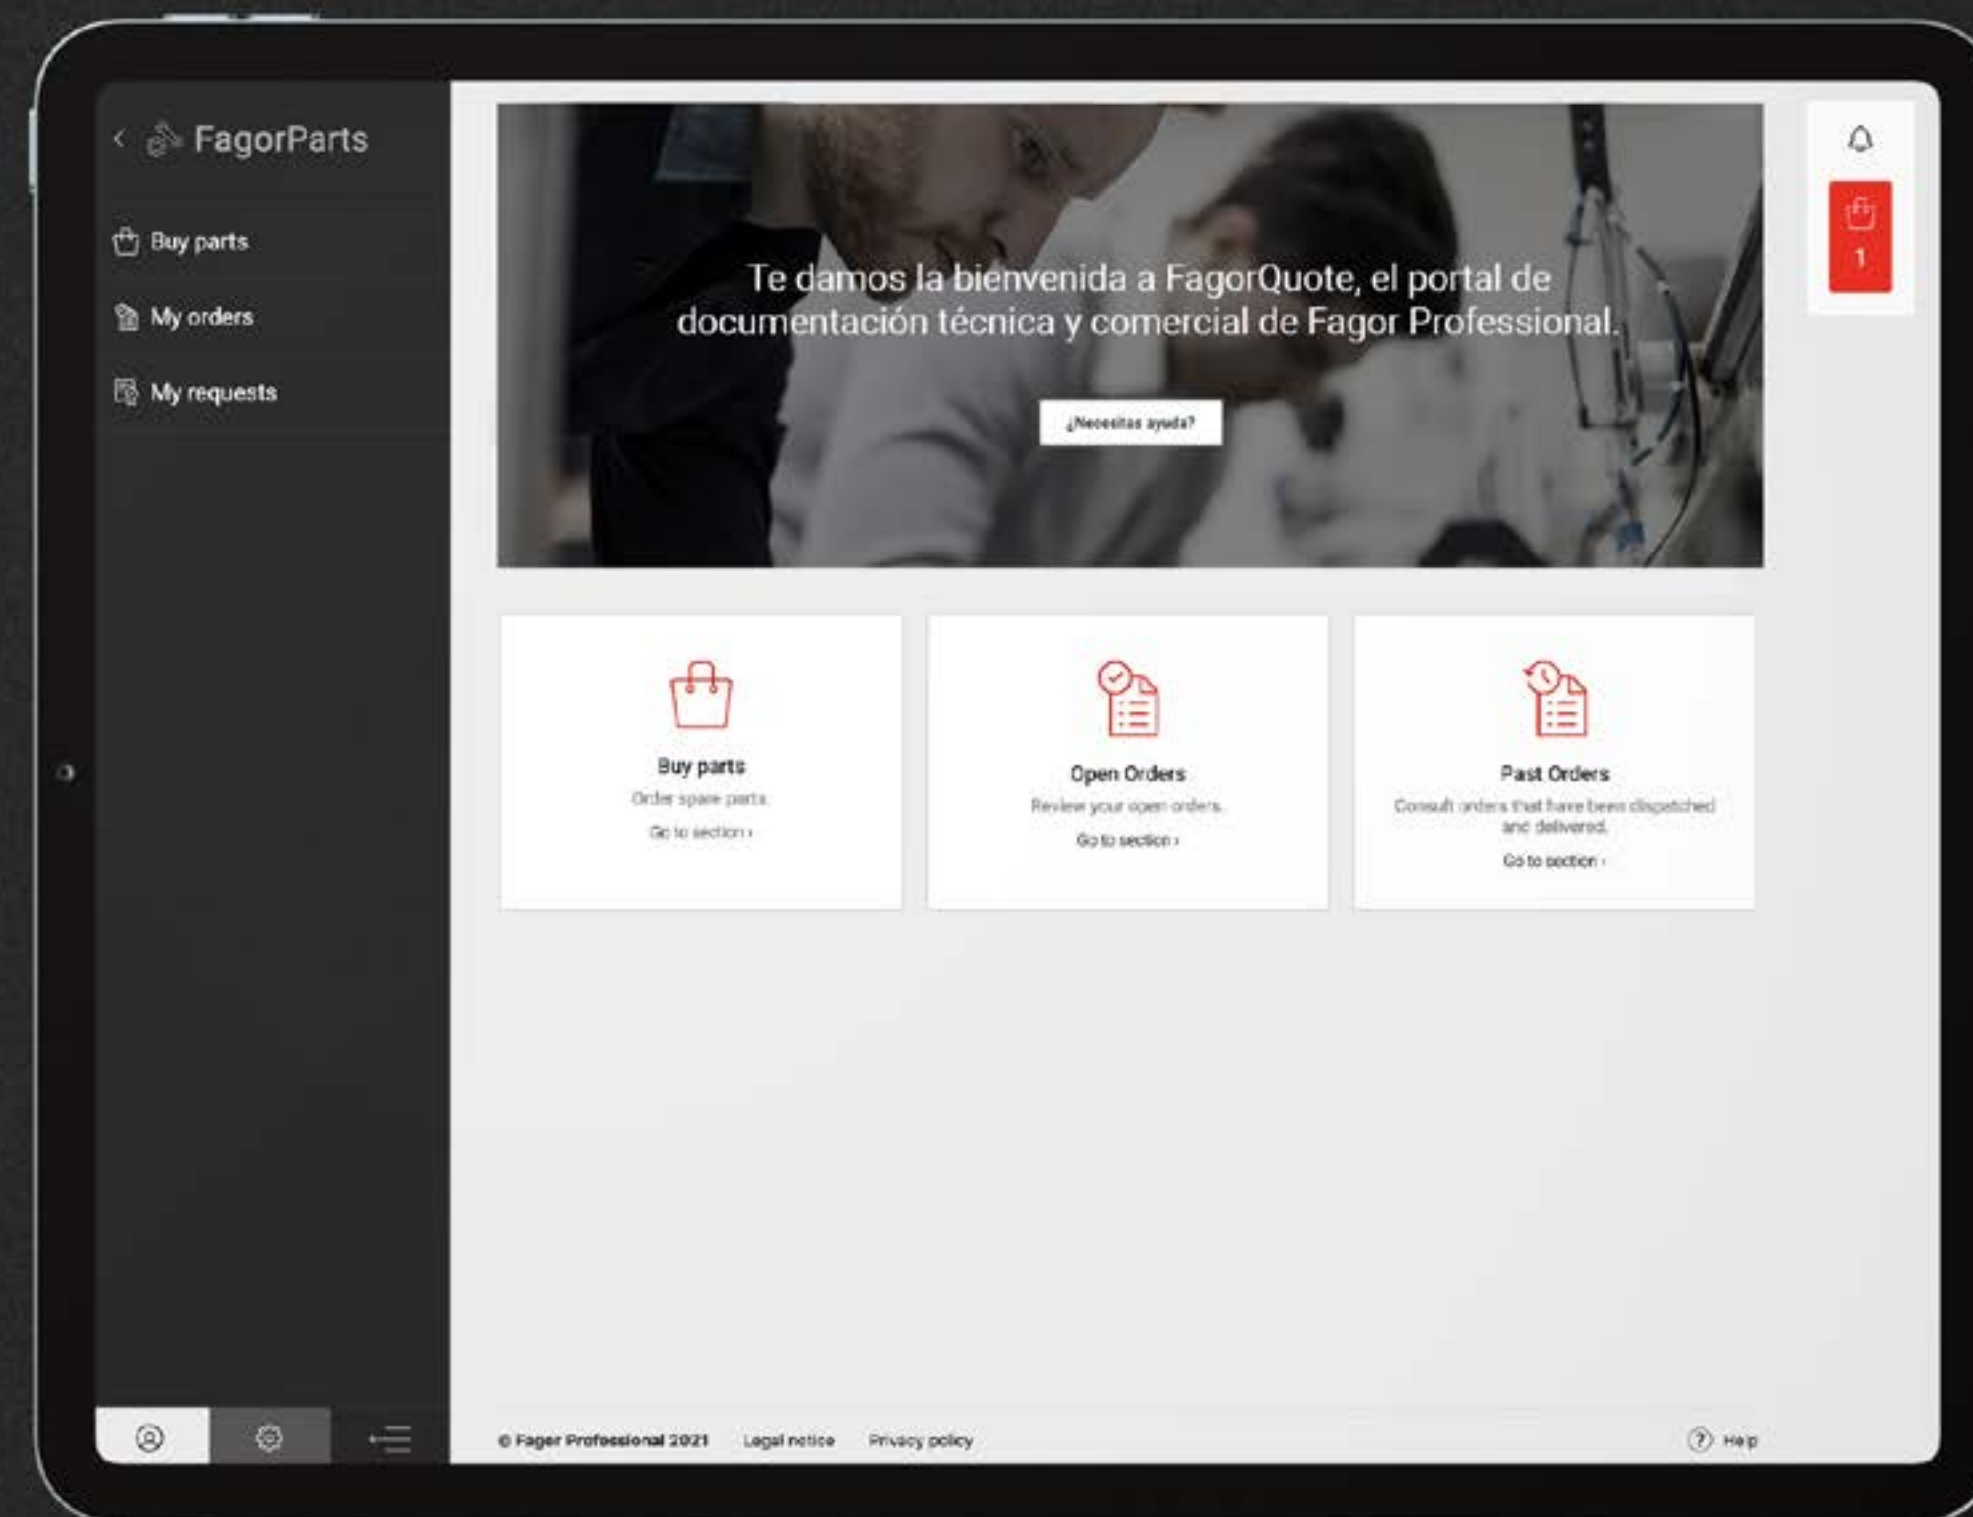 FagorParts
Buy parts
My orders
My requests
Te damos la bienvenida a FagorQuote, el portal de
documentación técnica y comercial de Fagor Professional.
¿Necesitas ayuda?
1
Buy parts
Order spare parts.
Go to section ›
Open Orders
Review your open orders.
Go to section ›
Past Orders
Consult orders that have been dispatched
and delivered.
Go to section ›
© Fagor Professional 2021 Legal notice Privacy policy
? Help